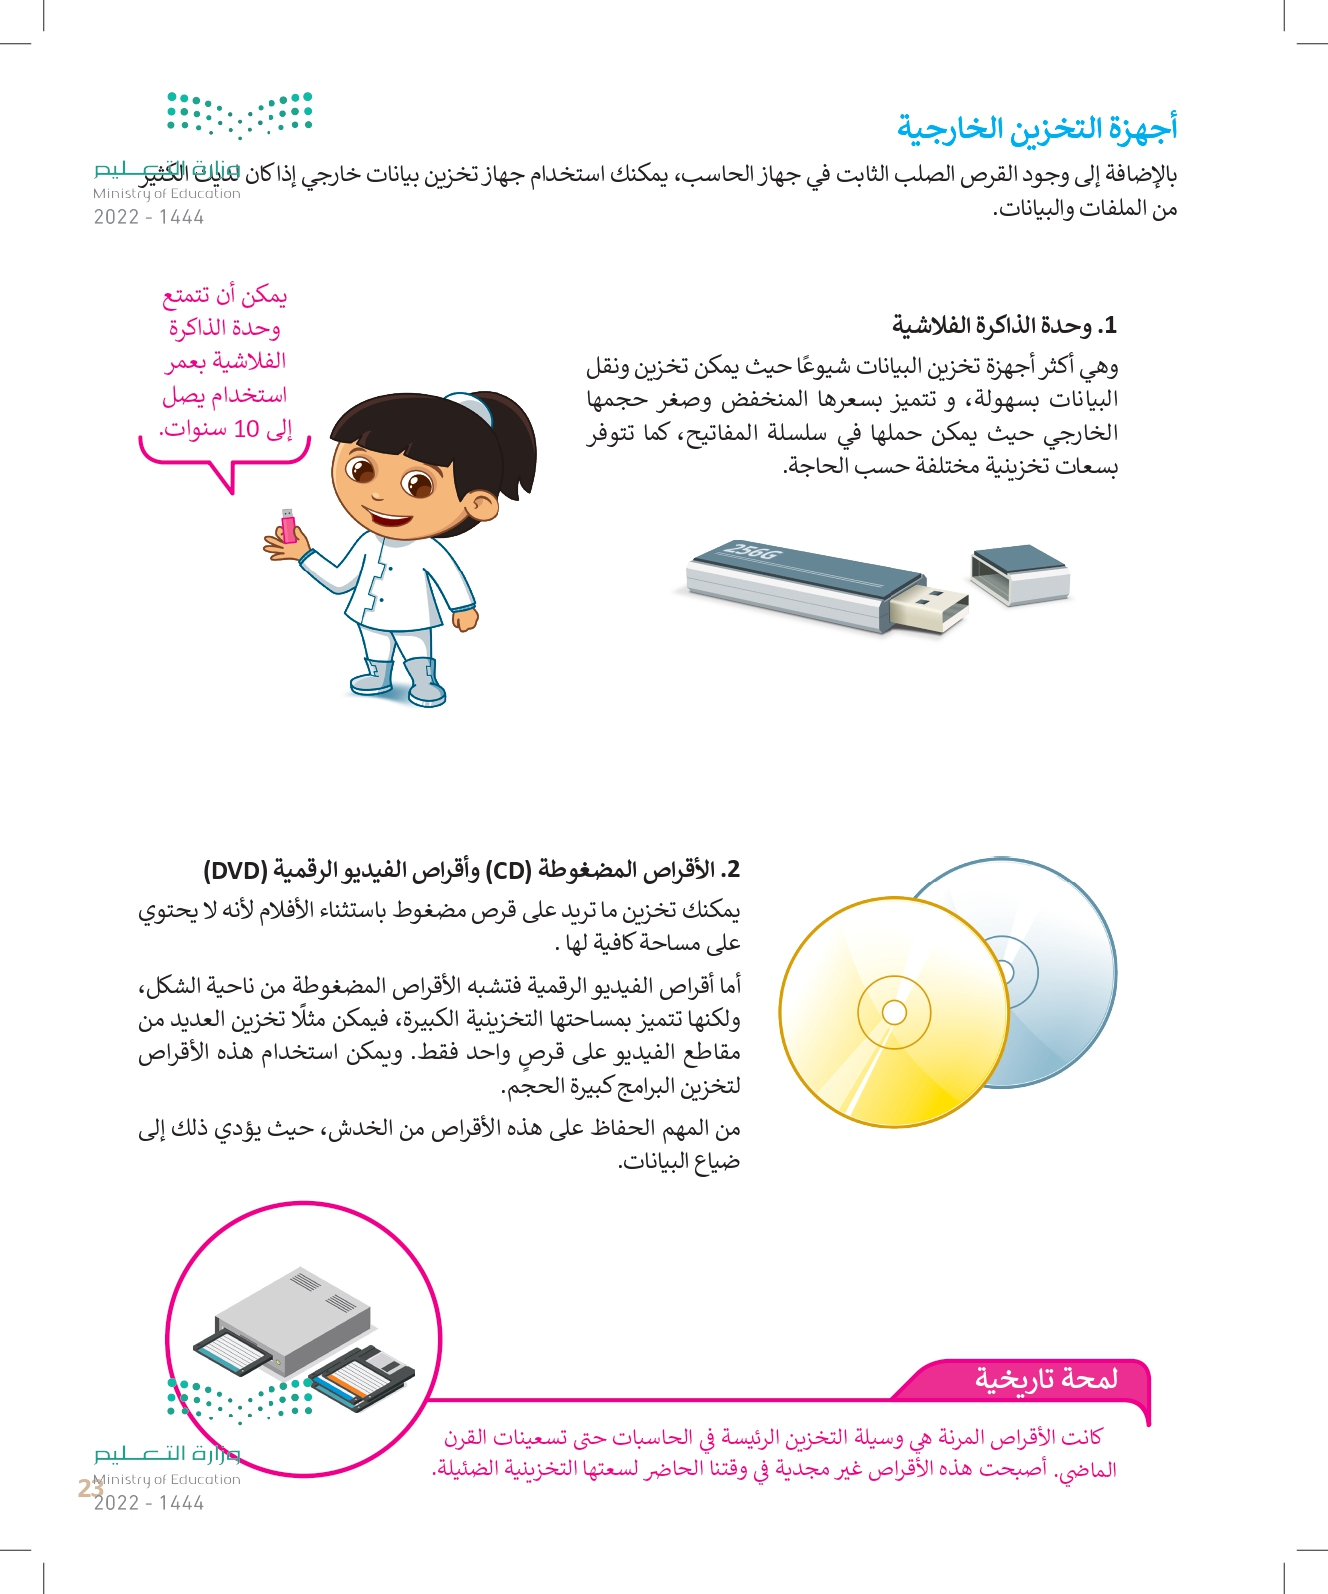 أجهزة التخزين الخارجية
بالإضافة إلى وجود القرص الصلب الثابت في جهاز الحاسب، يمكنك استخدام جهاز تخزين بيانات خارجي إذا كان لديك الكثير
من الملفات والبيانات.
وزارة التعليم
Ministry of Education
2022 - 1444
يمكن أن تتمتع
وحدة الذاكرة
الفلاشية بعمر
استخدام يصل
إلى 10 سنوات.
1. وحدة الذاكرة الفلاشية
وهي أكثر أجهزة تخزين البيانات شيوعًا حيث يمكن تخزين ونقل
البيانات بسهولة، و تتميز بسعرها المنخفض وصغر حجمها
الخارجي حيث يمكن حملها في سلسلة المفاتيح، كما تتوفر
بسعات تخزينية مختلفة حسب الحاجة.
256G
2. الأقراص المضغوطة (CD) وأقراص الفيديو الرقمية (DVD)
يمكنك تخزين ما تريد على قرص مضغوط باستثناء الأفلام لأنه لا يحتوي
على مساحة كافية لها .
أما أقراص الفيديو الرقمية فتشبه الأقراص المضغوطة من ناحية الشكل،
ولكنها تتميز بمساحتها التخزينية الكبيرة، فيمكن مثلًا تخزين العديد من
مقاطع الفيديو على قرصٍ واحد فقط. ويمكن استخدام هذه الأقراص
لتخزين البرامج كبيرة الحجم.
من المهم الحفاظ على هذه الأقراص من الخدش، حيث يؤدي ذلك إلى
ضياع البيانات.
لمحة تاريخية
كانت الأقراص المرنة هي وسيلة التخزين الرئيسة في الحاسبات حتى تسعينات القرن
الماضي. أصبحت هذه الأقراص غير مجدية في وقتنا الحاضر لسعتها التخزينية الضئيلة.
وزارة التعليم
Ministry of Education
2022 - 1444
23